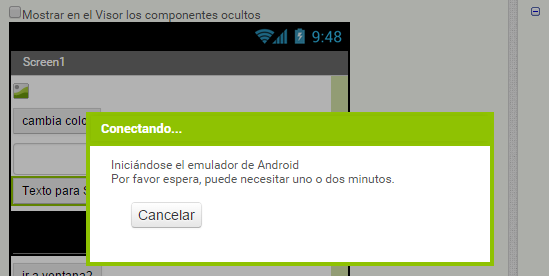 Mostrar en el Visor los componentes ocultos
9:48
Screen1
cambia colo
Conectando...
Iniciándose el emulador de Android
Por favor espera, puede necesitar uno o dos minutos.
Texto para S
Cancelar
ir a ventana2